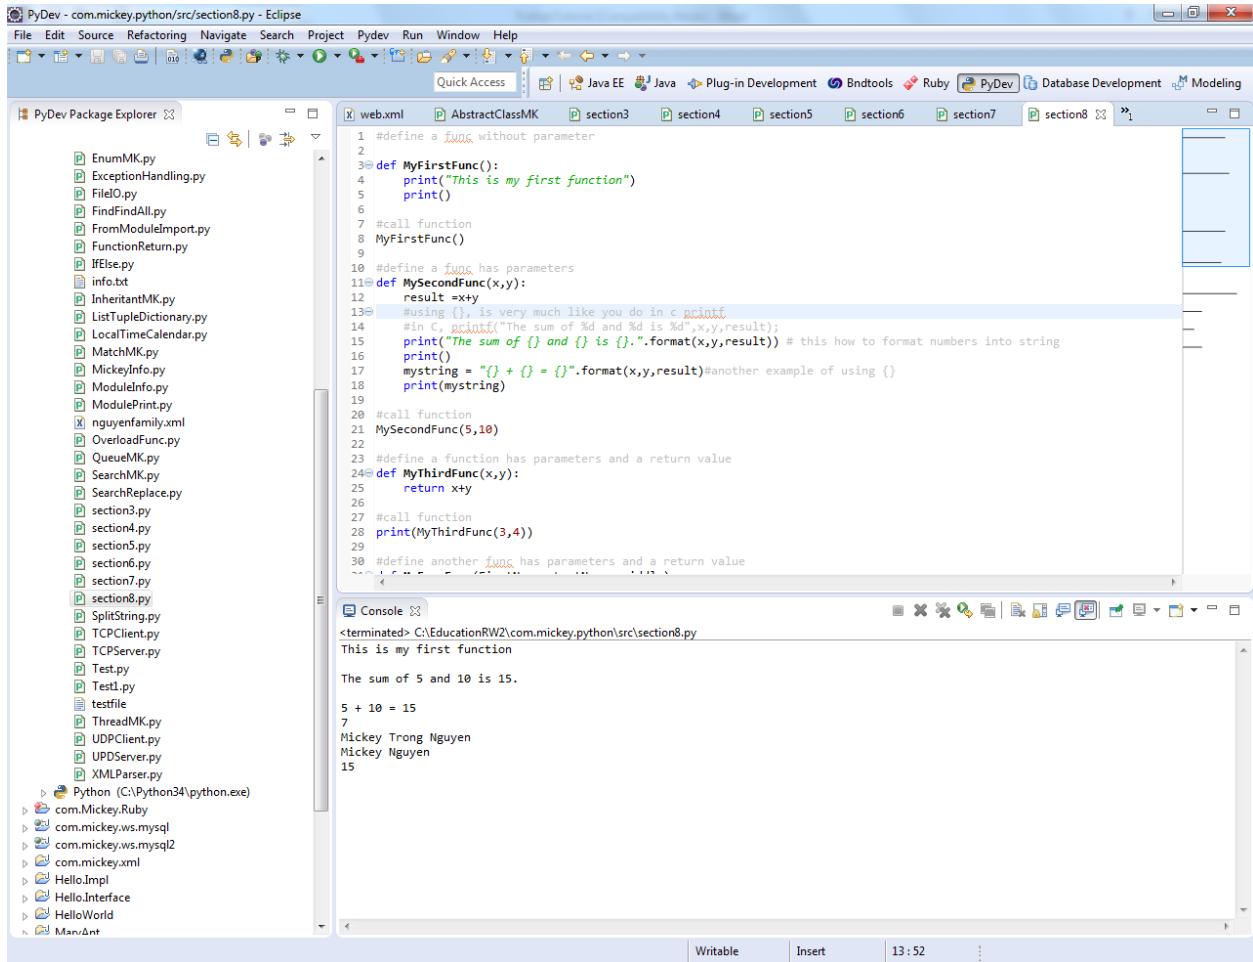 PyDev - com.mickey.python/src/section8.py - Eclipse
File Edit Source Refactoring Navigate Search Project Pydev Run Window Help
Quick Access Java EE Java Plug-in Development Bndtools Ruby PyDev Database Development Modeling
PyDev Package Explorer
EnumMK.py
ExceptionHandling.py
FileIO.py
FindFindAll.py
FromModuleImport.py
FunctionReturn.py
IfElse.py
info.txt
InheritantMK.py
ListTupleDictionary.py
LocalTimeCalendar.py
MatchMK.py
MickeyInfo.py
ModuleInfo.py
ModulePrint.py
nguyenfamily.xml
OverloadFunc.py
QueueMK.py
SearchMK.py
SearchReplace.py
section3.py
section4.py
section5.py
section6.py
section7.py
section8.py
SplitString.py
TCPClient.py
TCPServer.py
Test.py
Test1.py
testfile
ThreadMK.py
UDPClient.py
UPDServer.py
XMLParser.py
Python (C:\Python34\python.exe)
com.Mickey.Ruby
com.mickey.ws.mysql
com.mickey.ws.mysql2
com.mickey.xml
Hello.Impl
Hello.Interface
HelloWorld
MaryAnt
web.xml AbstractClassMK section3 section4 section5 section6 section7 section8 »1
1 #define a func without parameter
2
3 def MyFirstFunc():
4 print("This is my first function")
5 print()
6
7 #call function
8 MyFirstFunc()
9
10 #define a func has parameters
11 def MySecondFunc(x,y):
12 result =x+y
13 #using {}, is very much like you do in c printf
14 #in C, printf("The sum of %d and %d is %d",x,y,result);
15 print("The sum of {} and {} is {}.".format(x,y,result)) # this how to format numbers into string
16 print()
17 mystring = "{} + {} = {}".format(x,y,result)#another example of using {}
18 print(mystring)
19
20 #call function
21 MySecondFunc(5,10)
22
23 #define a function has parameters and a return value
24 def MyThirdFunc(x,y):
25 return x+y
26
27 #call function
28 print(MyThirdFunc(3,4))
29
30 #define another func has parameters and a return value
Console
<terminated> C:\EducationRW2\com.mickey.python\src\section8.py
This is my first function
The sum of 5 and 10 is 15.
5 + 10 = 15
7
Mickey Trong Nguyen
Mickey Nguyen
15
Writable Insert 13 : 52